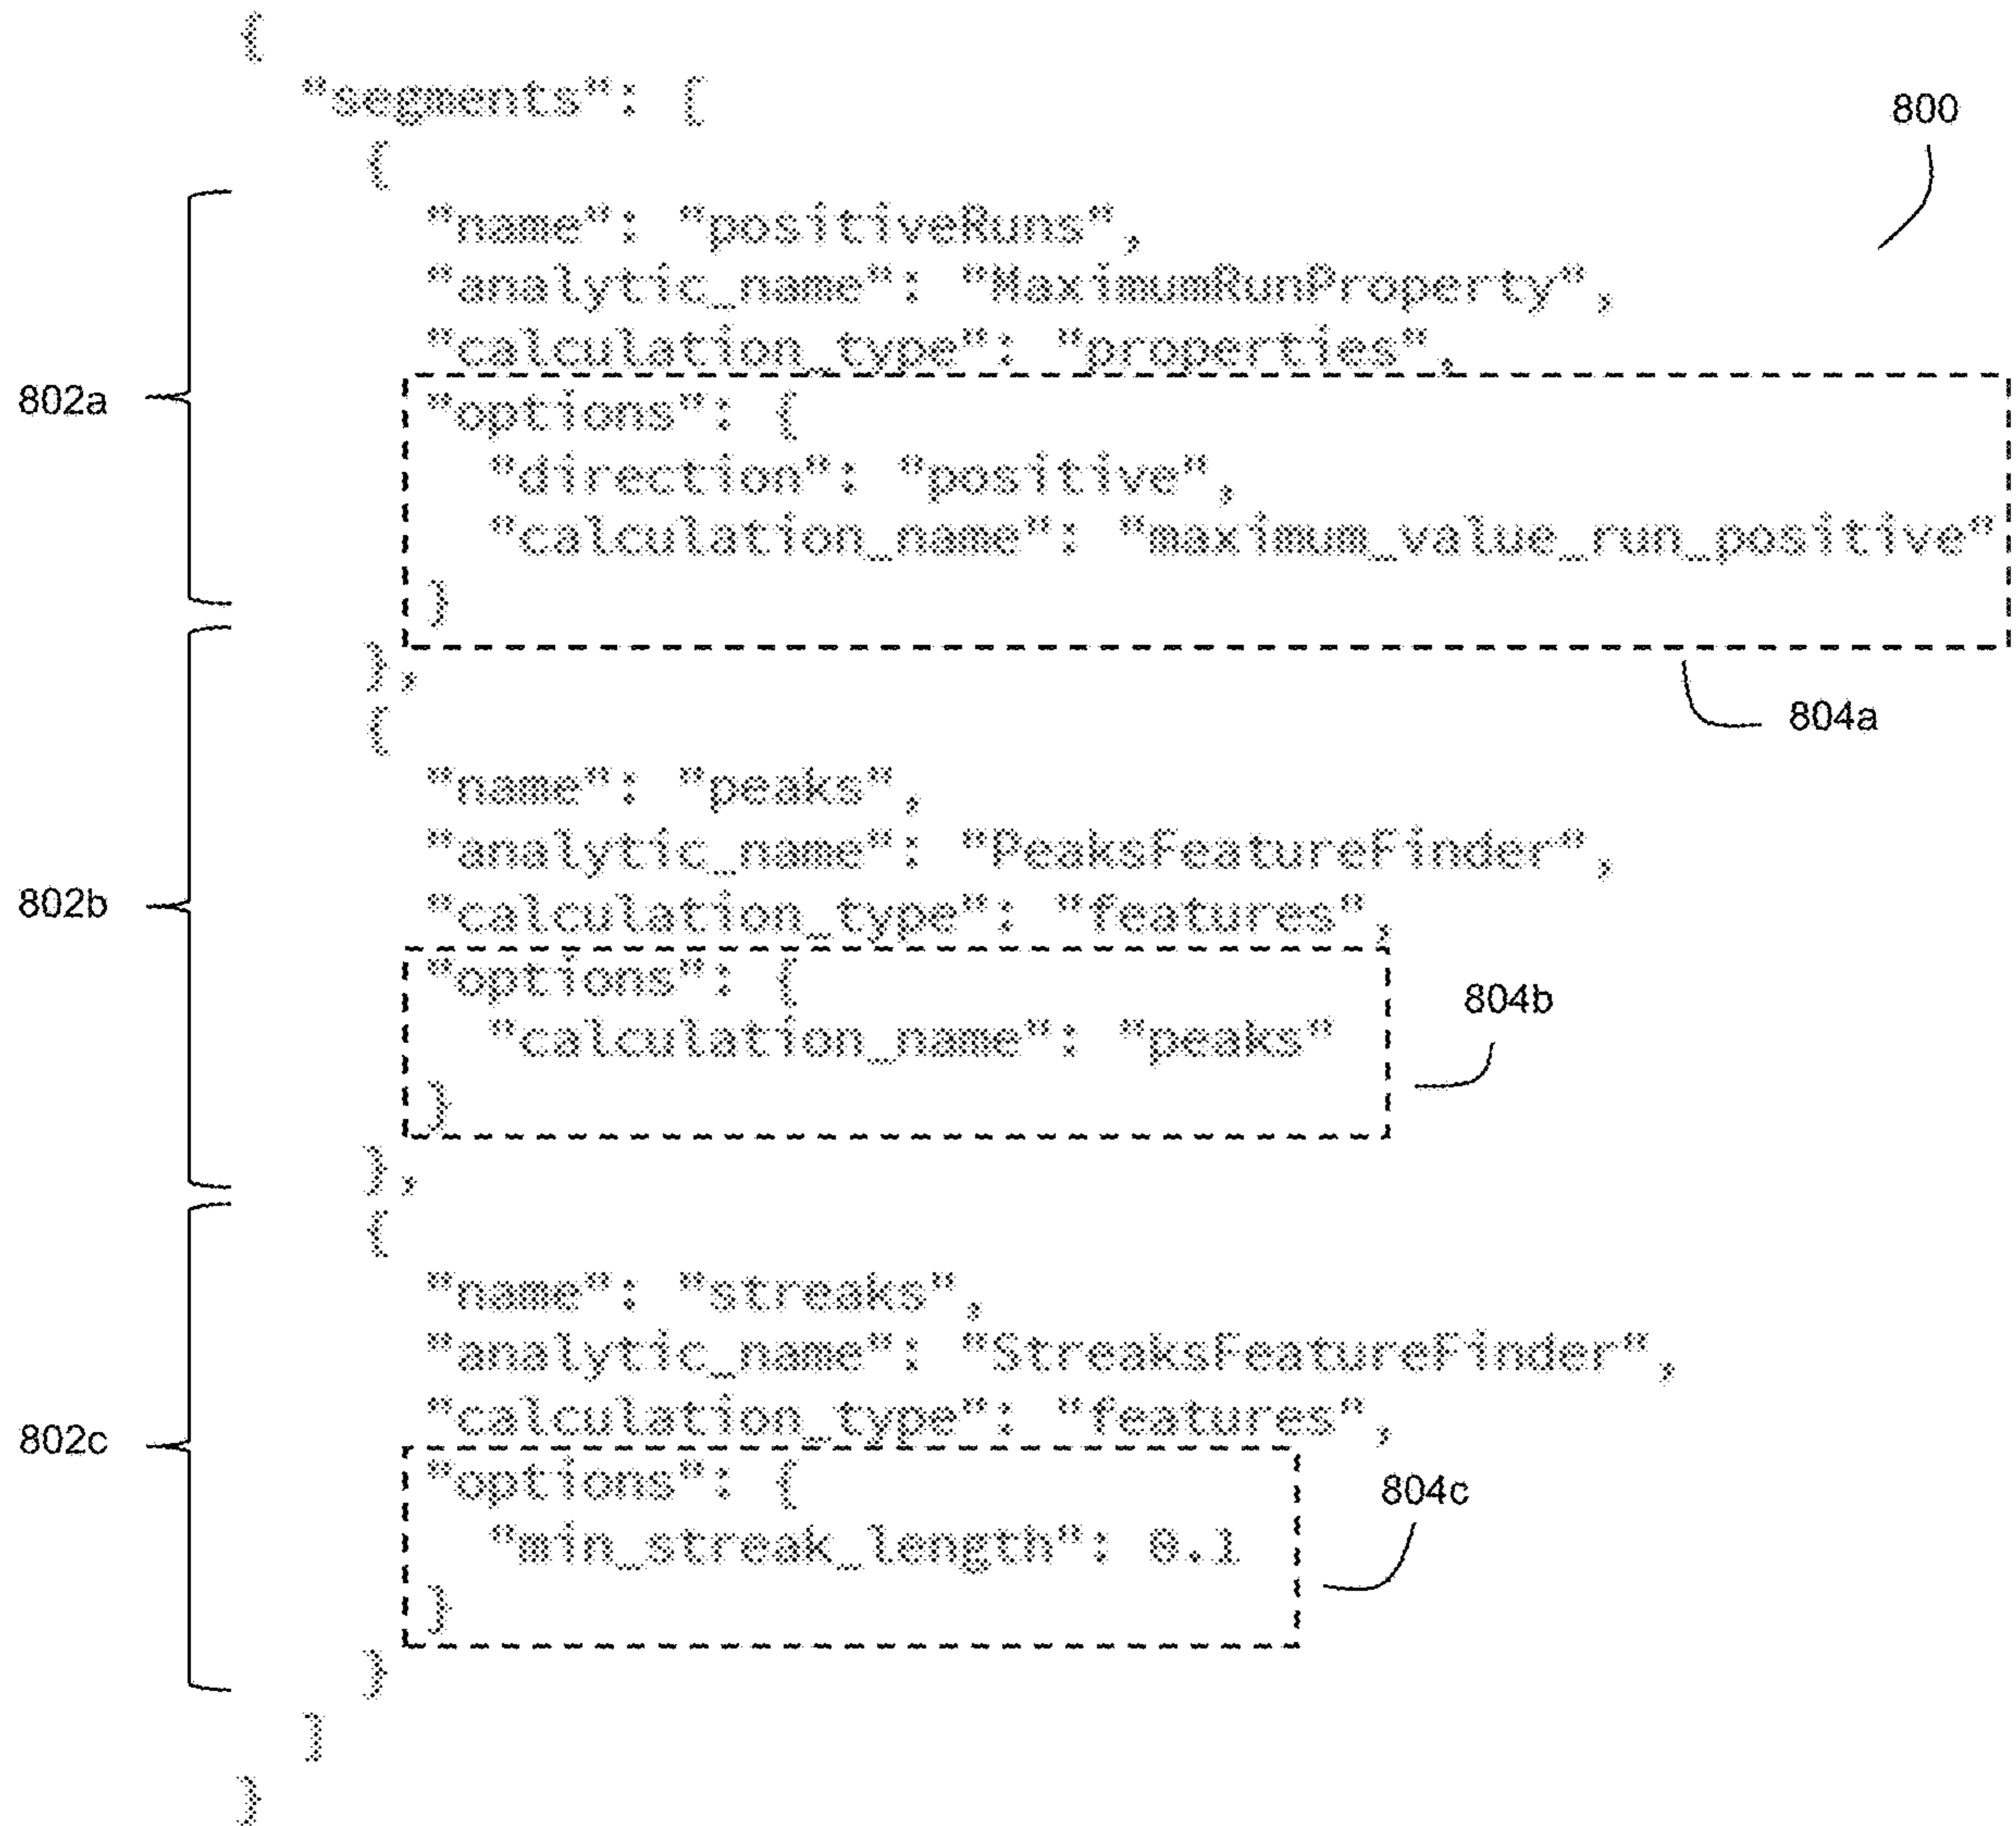 {
"segments": [
800
{
"name": "positiveRuns",
"analytic_name": "MaximumRunProperty",
"calculation_type": "properties",
802a
"options": {
"direction": "positive",
"calculation_name": "maximum_value_run_positive"
}
},
804a
{
"name": "peaks",
"analytic_name": "PeaksFeatureFinder",
802b
"calculation_type": "features",
"options": {
804b
"calculation_name": "peaks"
}
},
{
"name": "streaks",
"analytic_name": "StreaksFeatureFinder",
"calculation_type": "features",
802c
"options": {
804c
"min_streak_length": 0.1
}
}
]
}